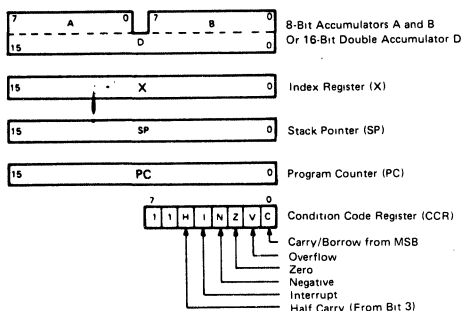 7 A 0 7 B 0 8-Bit Accumulators A and B
15 D 0 Or 16-Bit Double Accumulator D
15 X 0 Index Register (X)
15 SP 0 Stack Pointer (SP)
15 PC 0 Program Counter (PC)
7 0
1 1 H I N Z V C Condition Code Register (CCR)
Carry/Borrow from MSB
Overflow
Zero
Negative
Interrupt
Half Carry (From Bit 3)